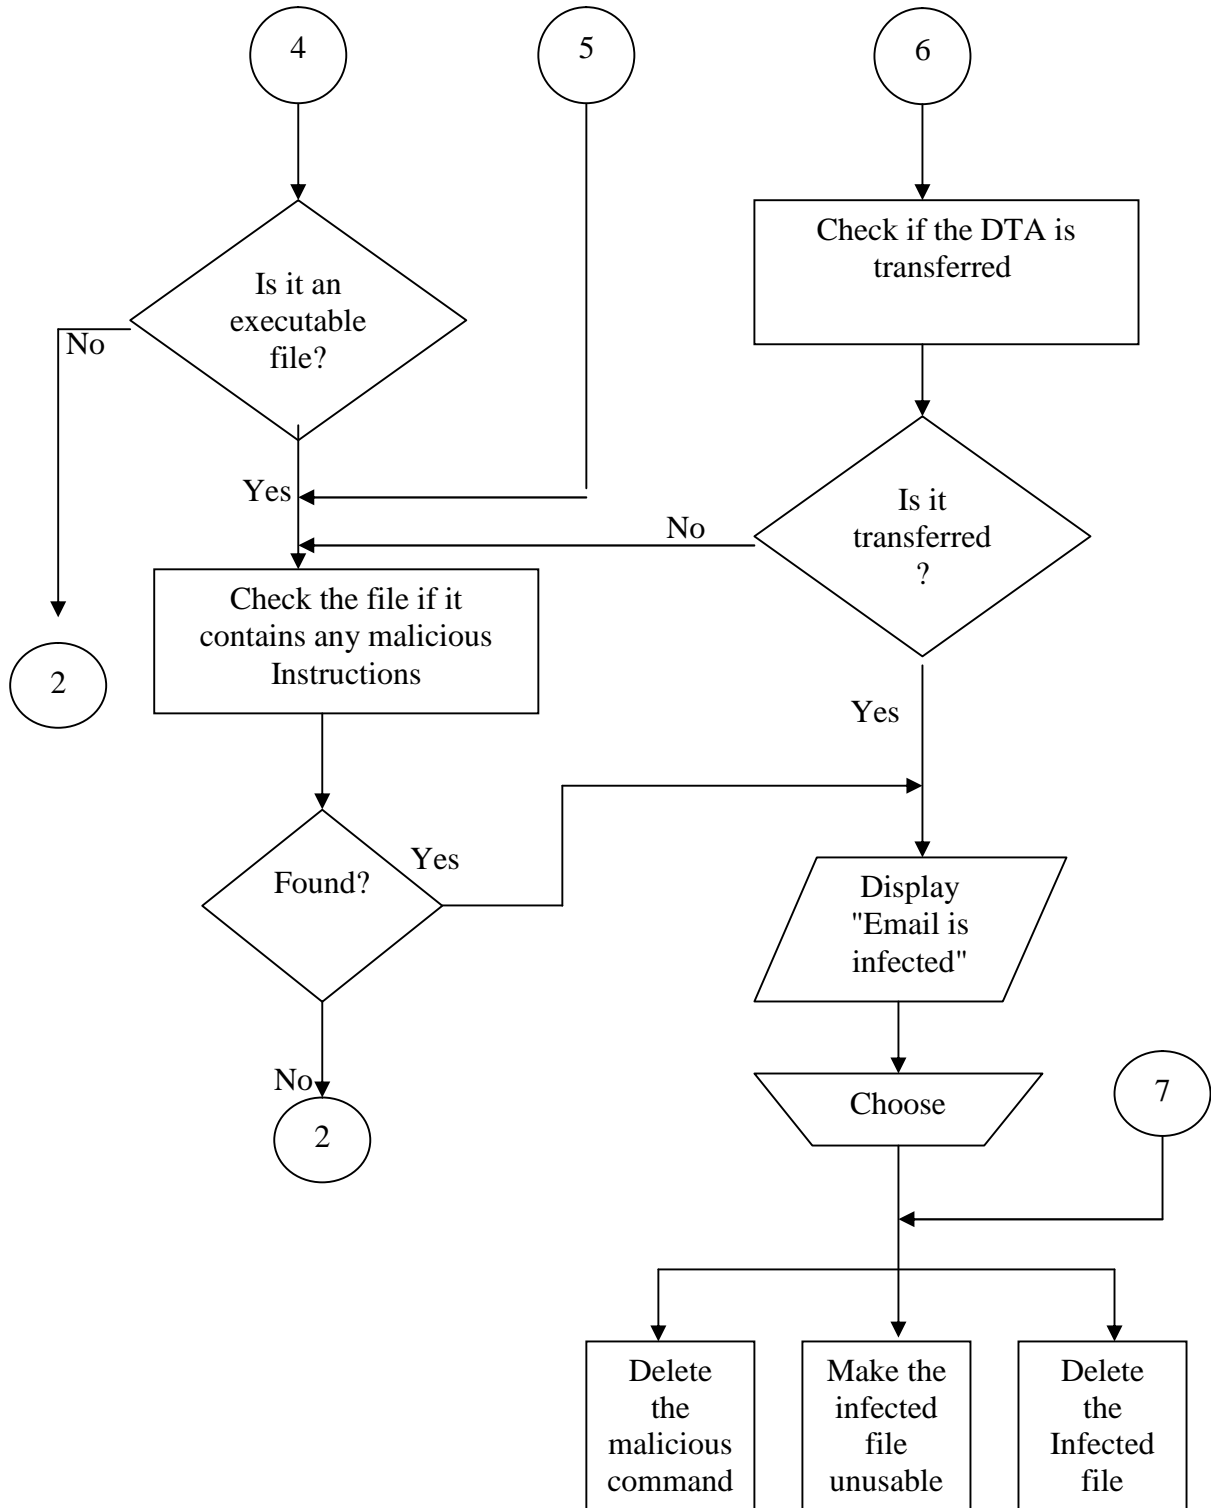 4
5
6
Check if the DTA is
transferred
Is it an
executable
file?
No
Yes
Is it
transferred
?
No
Check the file if it
contains any malicious
Instructions
2
Yes
Found?
Yes
Display
"Email is
infected"
No
2
Choose
7
Delete
the
malicious
command
Make the
infected
file
unusable
Delete
the
Infected
file